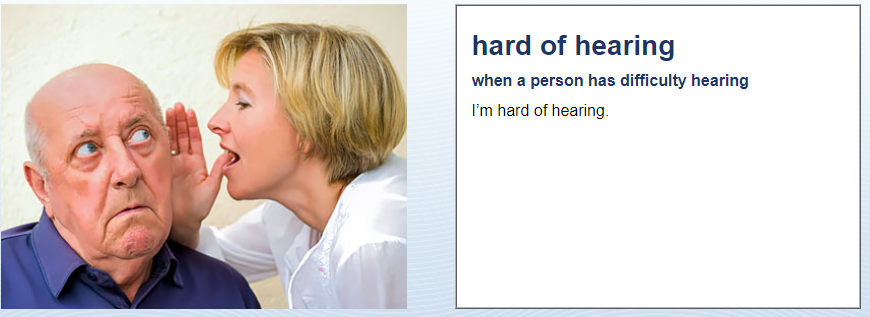 hard of hearing
when a person has difficulty hearing
I'm hard of hearing.